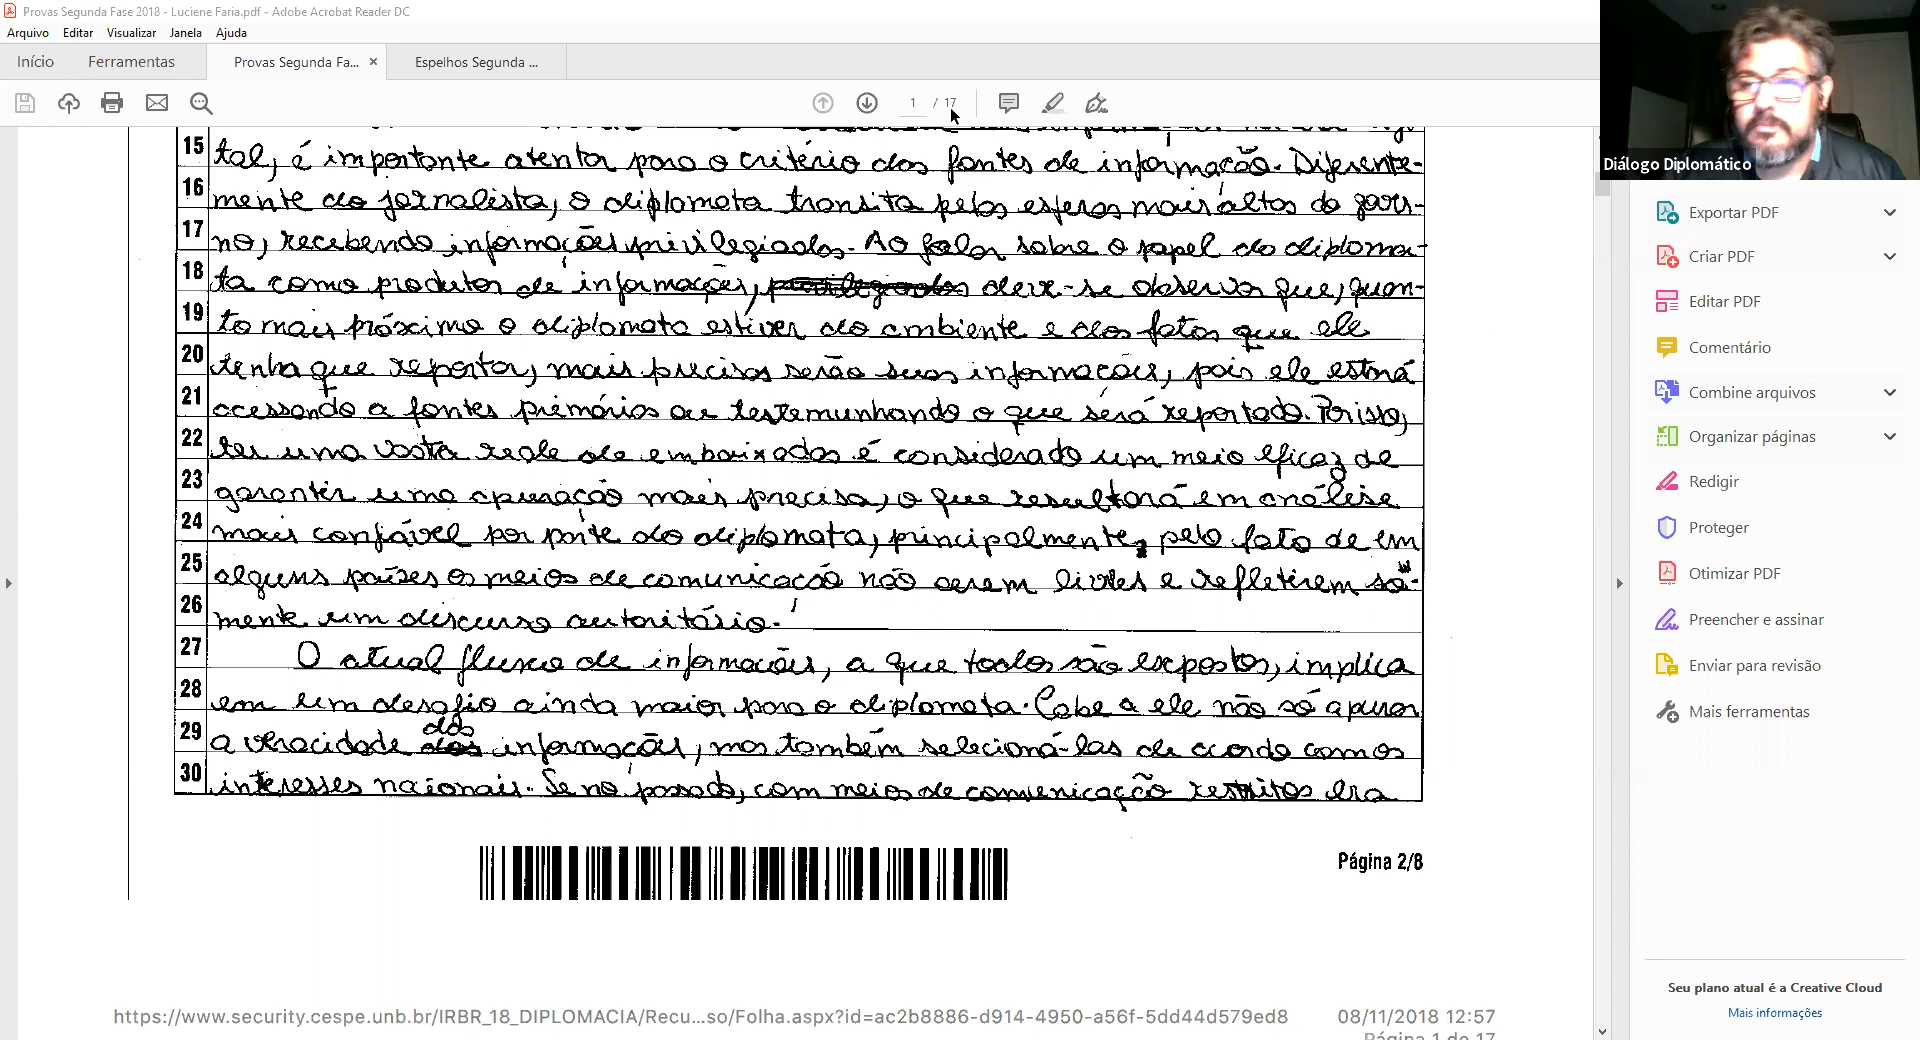 Provas Segunda Fase 2018 - Luciene Faria.pdf - Adobe Acrobat Reader DC
Arquivo Editar Visualizar Janela Ajuda
Início Ferramentas Provas Segunda Fa... × Espelhos Segunda ...
1 / 17
Diálogo Diplomático
15 tal, é importante atentar para o critério das fontes de informação. Diferente-
16 mente do jornalista, o diplomata transita pelas esferas mais altas do gover-
17 no, recebendo informações privilegiadas. Ao falar sobre o papel do diploma-
18 ta como produtor de informações, deve-se observar que, quan-
19 to mais próximo o diplomata estiver do ambiente e dos fatos que ele
20 tenha que reportar, mais precisas serão suas informações, pois ele estará
21 acessando a fontes primárias ou testemunhando o que será reportado. Por isso,
22 ter uma vasta rede de embaixadas é considerado um meio eficaz de
23 garantir uma apuração mais precisa, o que resultará em análise
24 mais confiável por parte do diplomata, principalmente, pelo fato de em
25 alguns países os meios de comunicação não serem livres e refletirem so-
26 mente um discurso autoritário.
27 O atual fluxo de informações, a que todos são expostos, implica
28 em um desafio ainda maior para o diplomata. Cabe a ele não só apurar
29 a veracidade das informações, mas também selecioná-las de acordo com os
30 interesses nacionais. Se no passado, com meios de comunicação restritos era
Página 2/8
https://www.security.cespe.unb.br/IRBR_18_DIPLOMACIA/Recu...so/Folha.aspx?id=ac2b8886-d914-4950-a56f-5dd44d579ed8 08/11/2018 12:57
Página 1 de 17
Exportar PDF
Criar PDF
Editar PDF
Comentário
Combine arquivos
Organizar páginas
Redigir
Proteger
Otimizar PDF
Preencher e assinar
Enviar para revisão
Mais ferramentas
Seu plano atual é a Creative Cloud
Mais informações